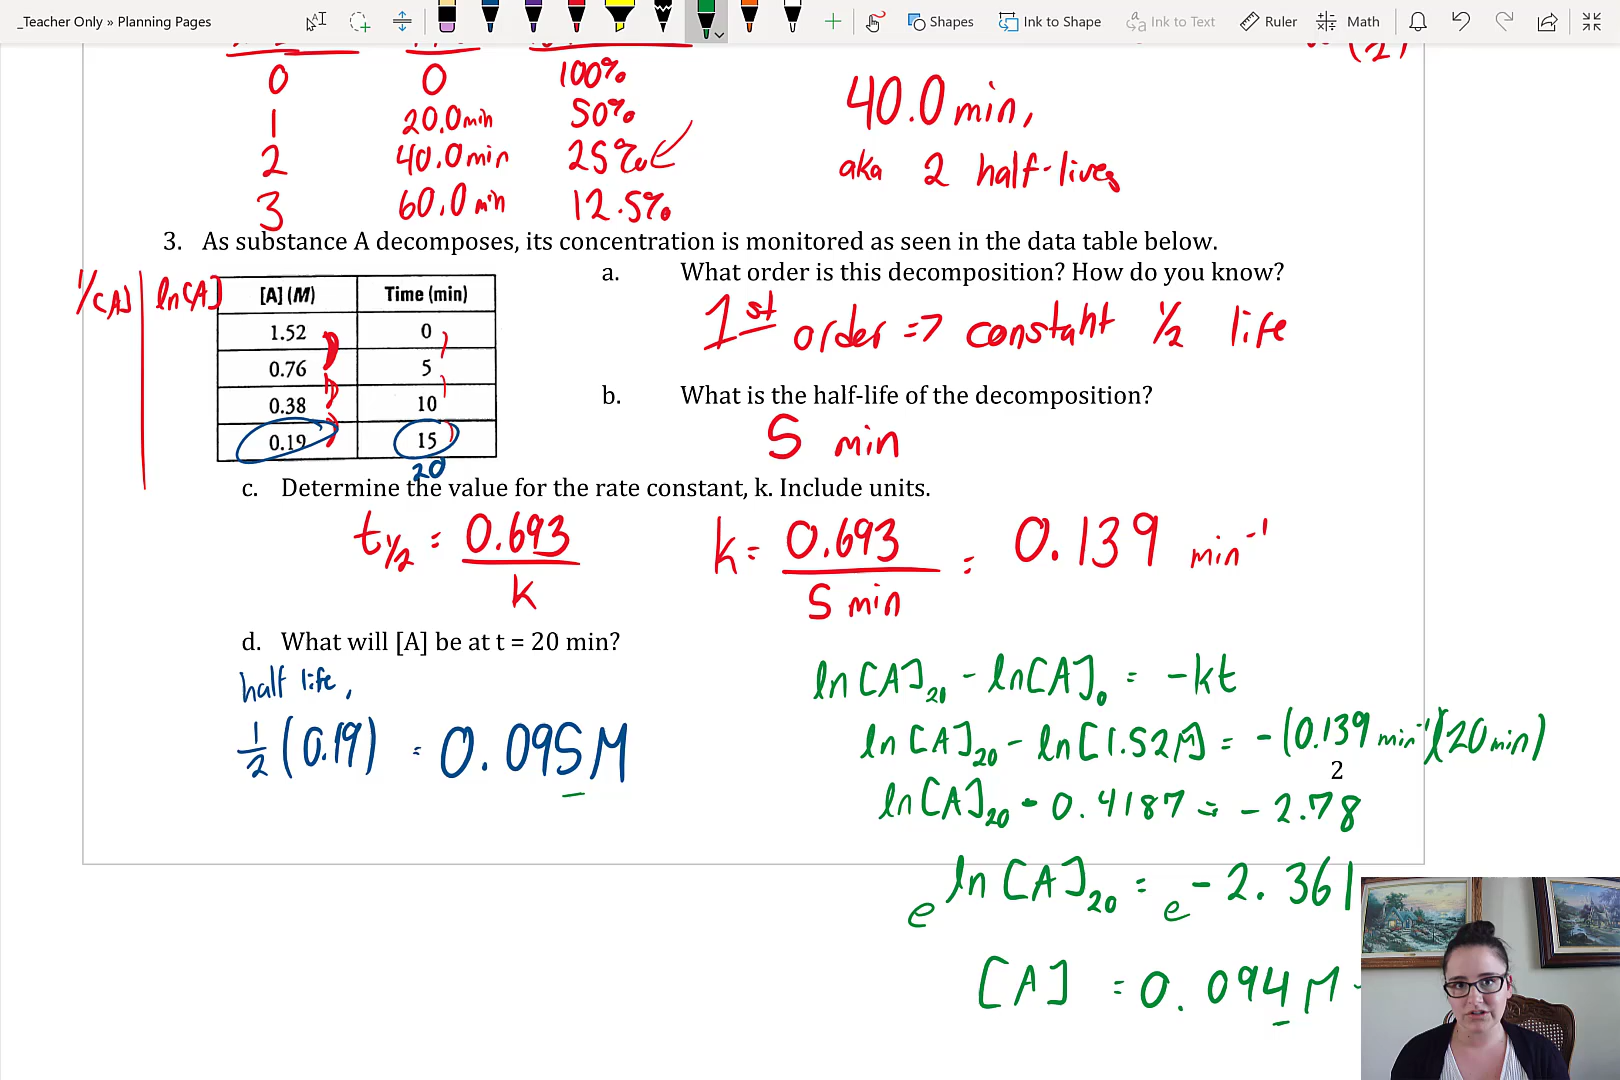 _Teacher Only » Planning Pages
Shapes
Ink to Shape
Ink to Text
Ruler
Math
0 0 100%
1 20.0min 50%
2 40.0min 25%
3 60.0 min 12.5%
40.0 min,
aka 2 half-lives
3. As substance A decomposes, its concentration is monitored as seen in the data table below.
1/[A] ln[A] [A] (M) Time (min)
1.52 0
0.76 5
0.38 10
0.19 15
20
a. What order is this decomposition? How do you know?
1st order => constant 1/2 life
b. What is the half-life of the decomposition?
5 min
c. Determine the value for the rate constant, k. Include units.
t1/2 = 0.693/k k = 0.693/5 min = 0.139 min⁻¹
d. What will [A] be at t = 20 min?
half life,
1/2 (0.19) = 0.095M
ln[A]20 - ln[A]0 = -kt
ln[A]20 - ln[1.52M] = -(0.139 min⁻¹)(20min)
2
ln[A]20 - 0.4187 = -2.78
e ln[A]20 = e -2.361
[A] = 0.094M